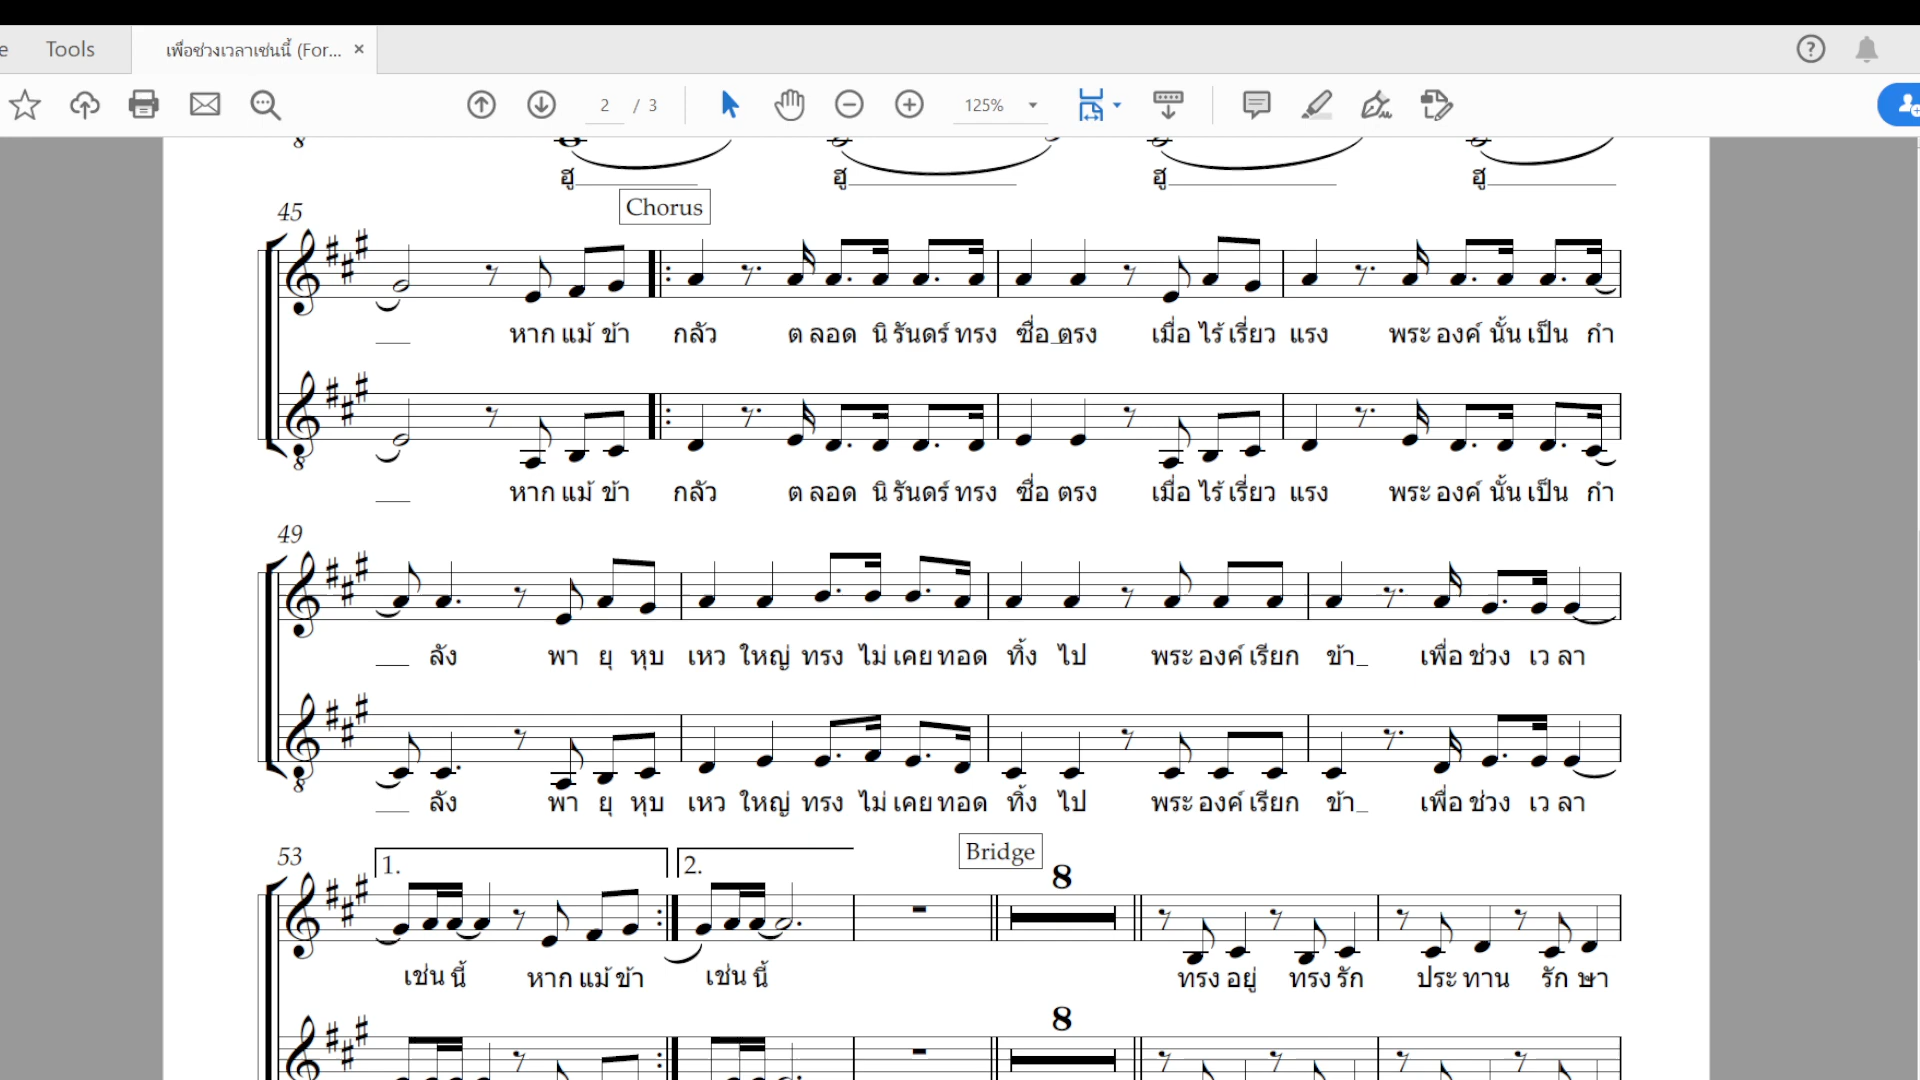 e Tools เพื่อช่วงเวลาเช่นนี้ (For... ×
2 / 3 125%
8
ฮู ฮู ฮู ฮู
45 Chorus
หาก แม้ ข้า กลัว ต ลอด นิ รันดร์ ทรง ซื่อ ตรง เมื่อ ไร้ เรี่ยว แรง พระ องค์ นั้น เป็น กำ
8
หาก แม้ ข้า กลัว ต ลอด นิ รันดร์ ทรง ซื่อ ตรง เมื่อ ไร้ เรี่ยว แรง พระ องค์ นั้น เป็น กำ
49
ลัง พา ยุ หุบ เหว ใหญ่ ทรง ไม่ เคย ทอด ทิ้ง ไป พระ องค์ เรียก ข้า เพื่อ ช่วง เว ลา
8
ลัง พา ยุ หุบ เหว ใหญ่ ทรง ไม่ เคย ทอด ทิ้ง ไป พระ องค์ เรียก ข้า เพื่อ ช่วง เว ลา
53 1. 2. Bridge 8
เช่น นี้ หาก แม้ ข้า เช่น นี้ ทรง อยู่ ทรง รัก ประ ทาน รัก ษา
8